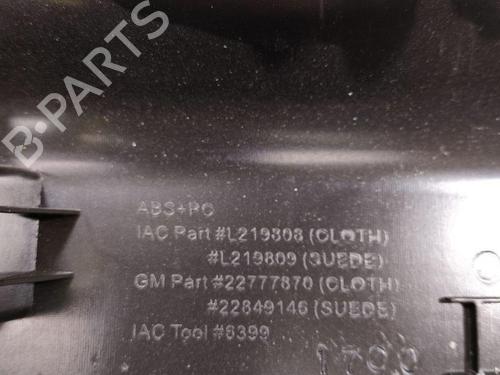 B-Parts
ABS+PC
IAC Part #L219808 (CLOTH)
#L219809 (SUEDE)
GM Part #22777870 (CLOTH)
#22849146 (SUEDE)
IAC Tool #6399